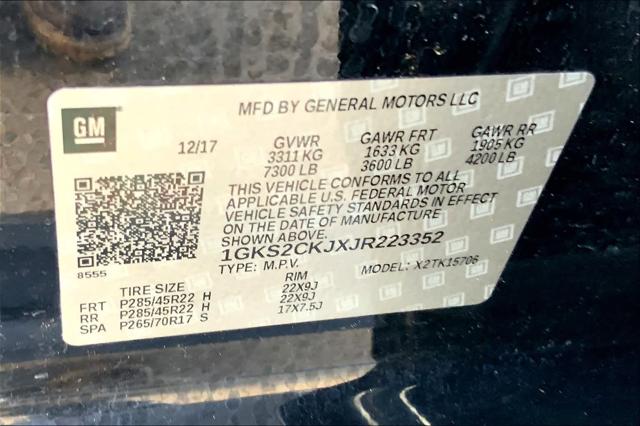 MFD BY GENERAL MOTORS LLC
GM
12/17 GVWR GAWR FRT GAWR RR
3311 KG 1633 KG 1905 KG
7300 LB 3600 LB 4200 LB
THIS VEHICLE CONFORMS TO ALL
APPLICABLE U.S. FEDERAL MOTOR
VEHICLE SAFETY STANDARDS IN EFFECT
ON THE DATE OF MANUFACTURE
SHOWN ABOVE.
1GKS2CKJXJR223352
8555
TYPE: M.P.V. MODEL: X2TK15706
TIRE SIZE RIM
FRT P285/45R22 H 22X9J
RR P285/45R22 H 22X9J
SPA P265/70R17 S 17X7.5J